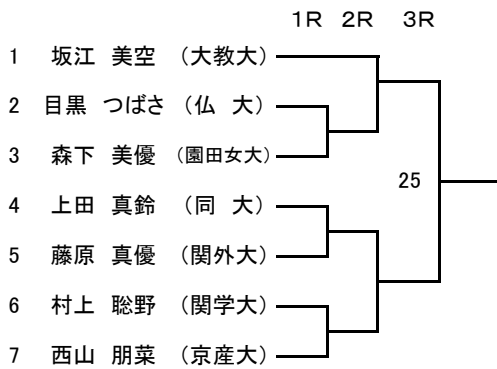 １Ｒ ２Ｒ ３Ｒ
1 坂江 美空 （大教大）
2 目黒 つばさ （仏 大）
3 森下 美優 （園田女大）
25
4 上田 真鈴 （同 大）
5 藤原 真優 （関外大）
6 村上 聡野 （関学大）
7 西山 朋菜 （京産大）